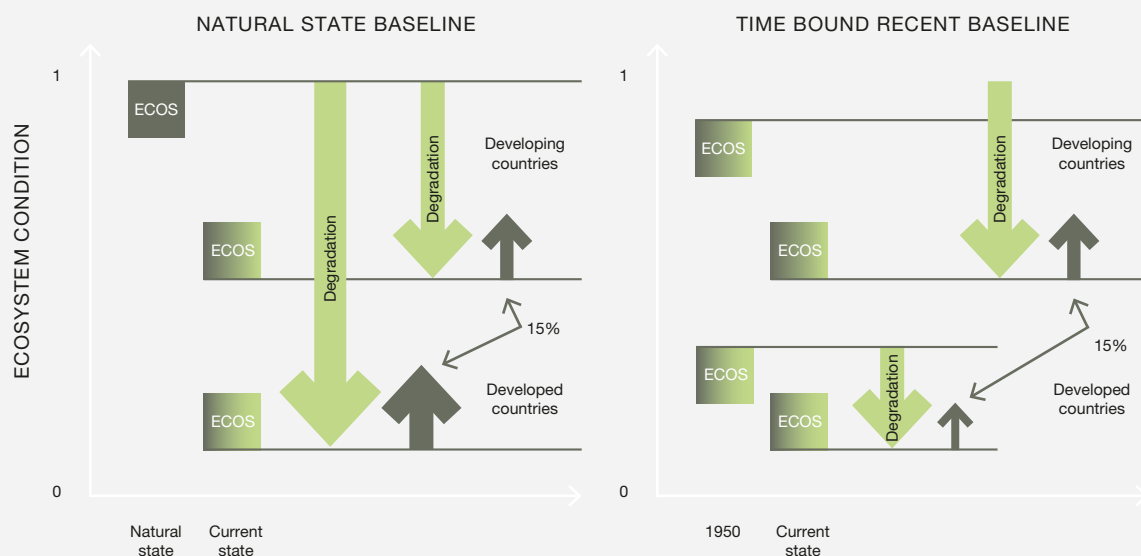 NATURAL STATE BASELINE
ECOSYSTEM CONDITION
1
0
ECOS
ECOS
ECOS
Degradation
Degradation
Developing
countries
15%
Developed
countries
Natural
state
Current
state
TIME BOUND RECENT BASELINE
1
0
ECOS
ECOS
ECOS
ECOS
Degradation
Degradation
Developing
countries
15%
Developed
countries
1950
Current
state